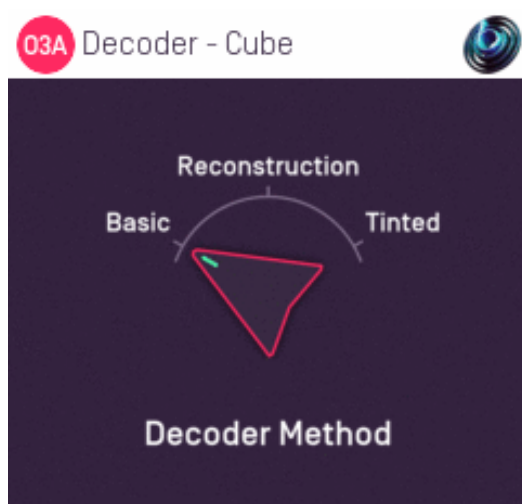 O3A Decoder - Cube
Reconstruction
Basic
Tinted
Decoder Method